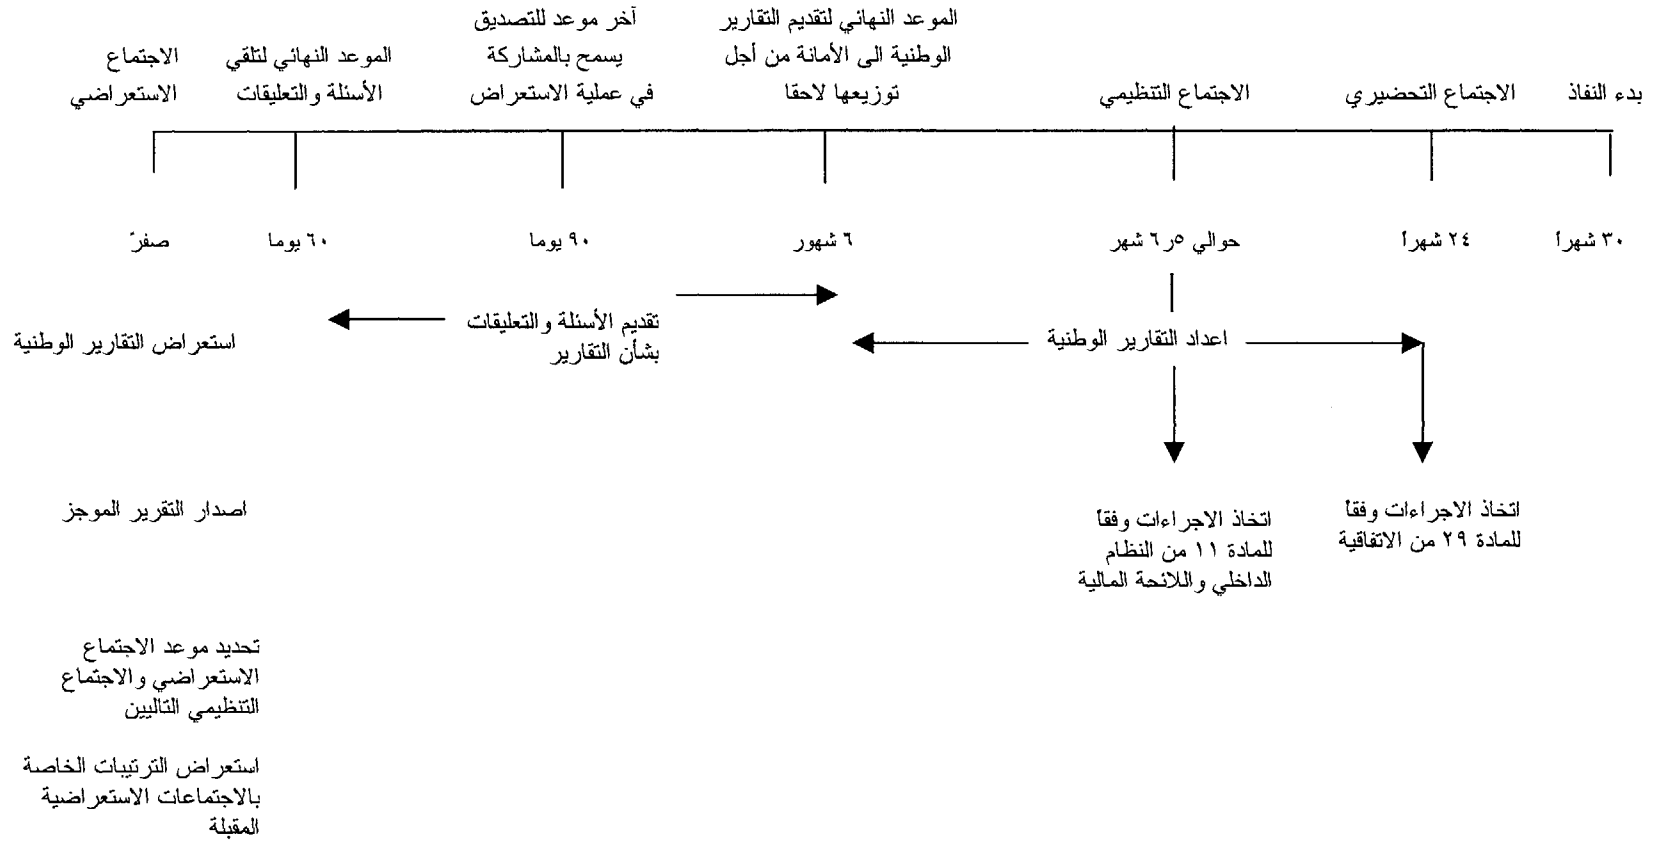 بدء النفاذ
الاجتماع التحضيري
الاجتماع التنظيمي
الموعد النهائي لتقديم التقارير
الوطنية الى الأمانة من أجل
توزيعها لاحقا
آخر موعد للتصديق
يسمح بالمشاركة
في عملية الاستعراض
الموعد النهائي لتلقي
الأسئلة والتعليقات
الاجتماع
الاستعراضي
٣٠ شهراً
٢٤ شهراً
حوالي ٥ر٦ شهر
٦ شهور
٩٠ يوما
٦٠ يوما
صفر
اعداد التقارير الوطنية
تقديم الأسئلة والتعليقات
بشأن التقارير
استعراض التقارير الوطنية
اتخاذ الاجراءات وفقاً
للمادة ٢٩ من الاتفاقية
اتخاذ الاجراءات وفقاً
للمادة ١١ من النظام
الداخلي واللائحة المالية
اصدار التقرير الموجز
تحديد موعد الاجتماع
الاستعراضي والاجتماع
التنظيمي التاليين
استعراض الترتيبات الخاصة
بالاجتماعات الاستعراضية
المقبلة